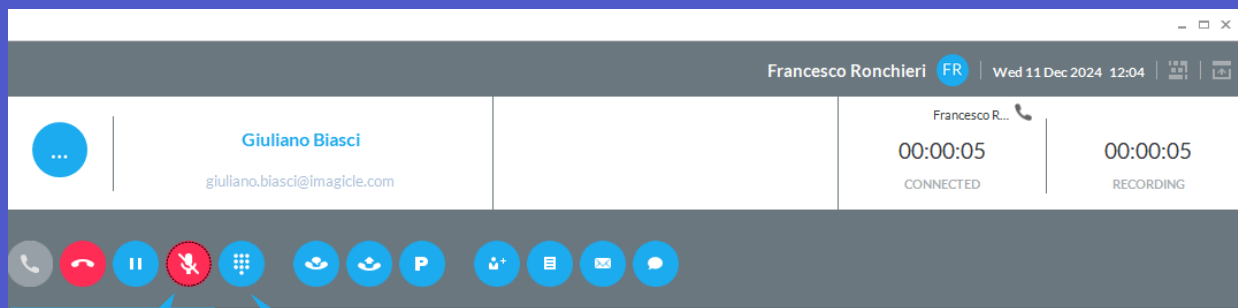 Francesco Ronchieri FR Wed 11 Dec 2024 12:04
Francesco R...
... Giuliano Biasci 00:00:05 00:00:05
giuliano.biasci@imagicle.com CONNECTED RECORDING
P